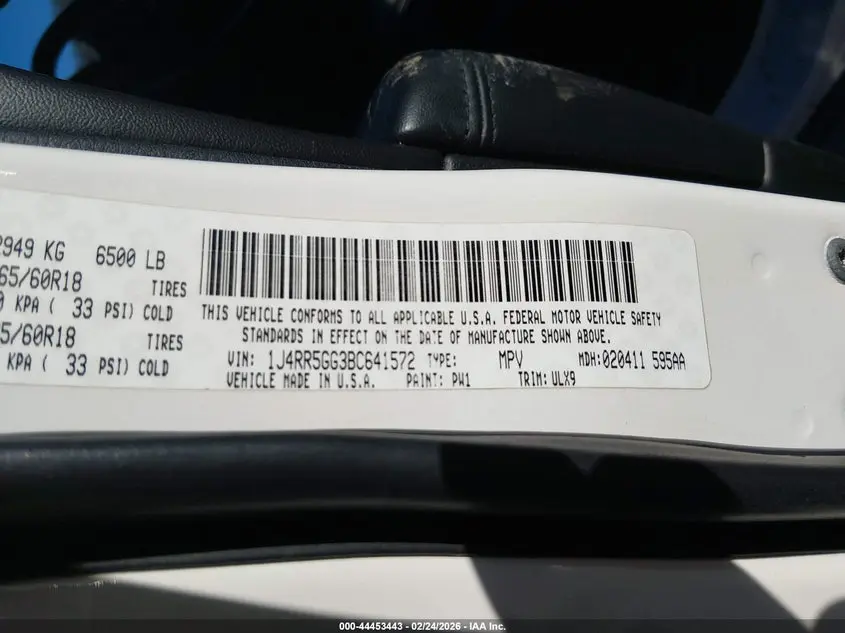 2949 KG 6500 LB
65/60R18 TIRES
0 KPA ( 33 PSI) COLD
5/60R18 TIRES
KPA ( 33 PSI) COLD
THIS VEHICLE CONFORMS TO ALL APPLICABLE U.S.A. FEDERAL MOTOR VEHICLE SAFETY
STANDARDS IN EFFECT ON THE DATE OF MANUFACTURE SHOWN ABOVE.
VIN: 1J4RR5GG3BC641572 TYPE: MPV MDH:020411 595AA
VEHICLE MADE IN U.S.A. PAINT: PW1 TRIM: ULX9
000-44453443 | 02/24/2026 | IAA Inc.